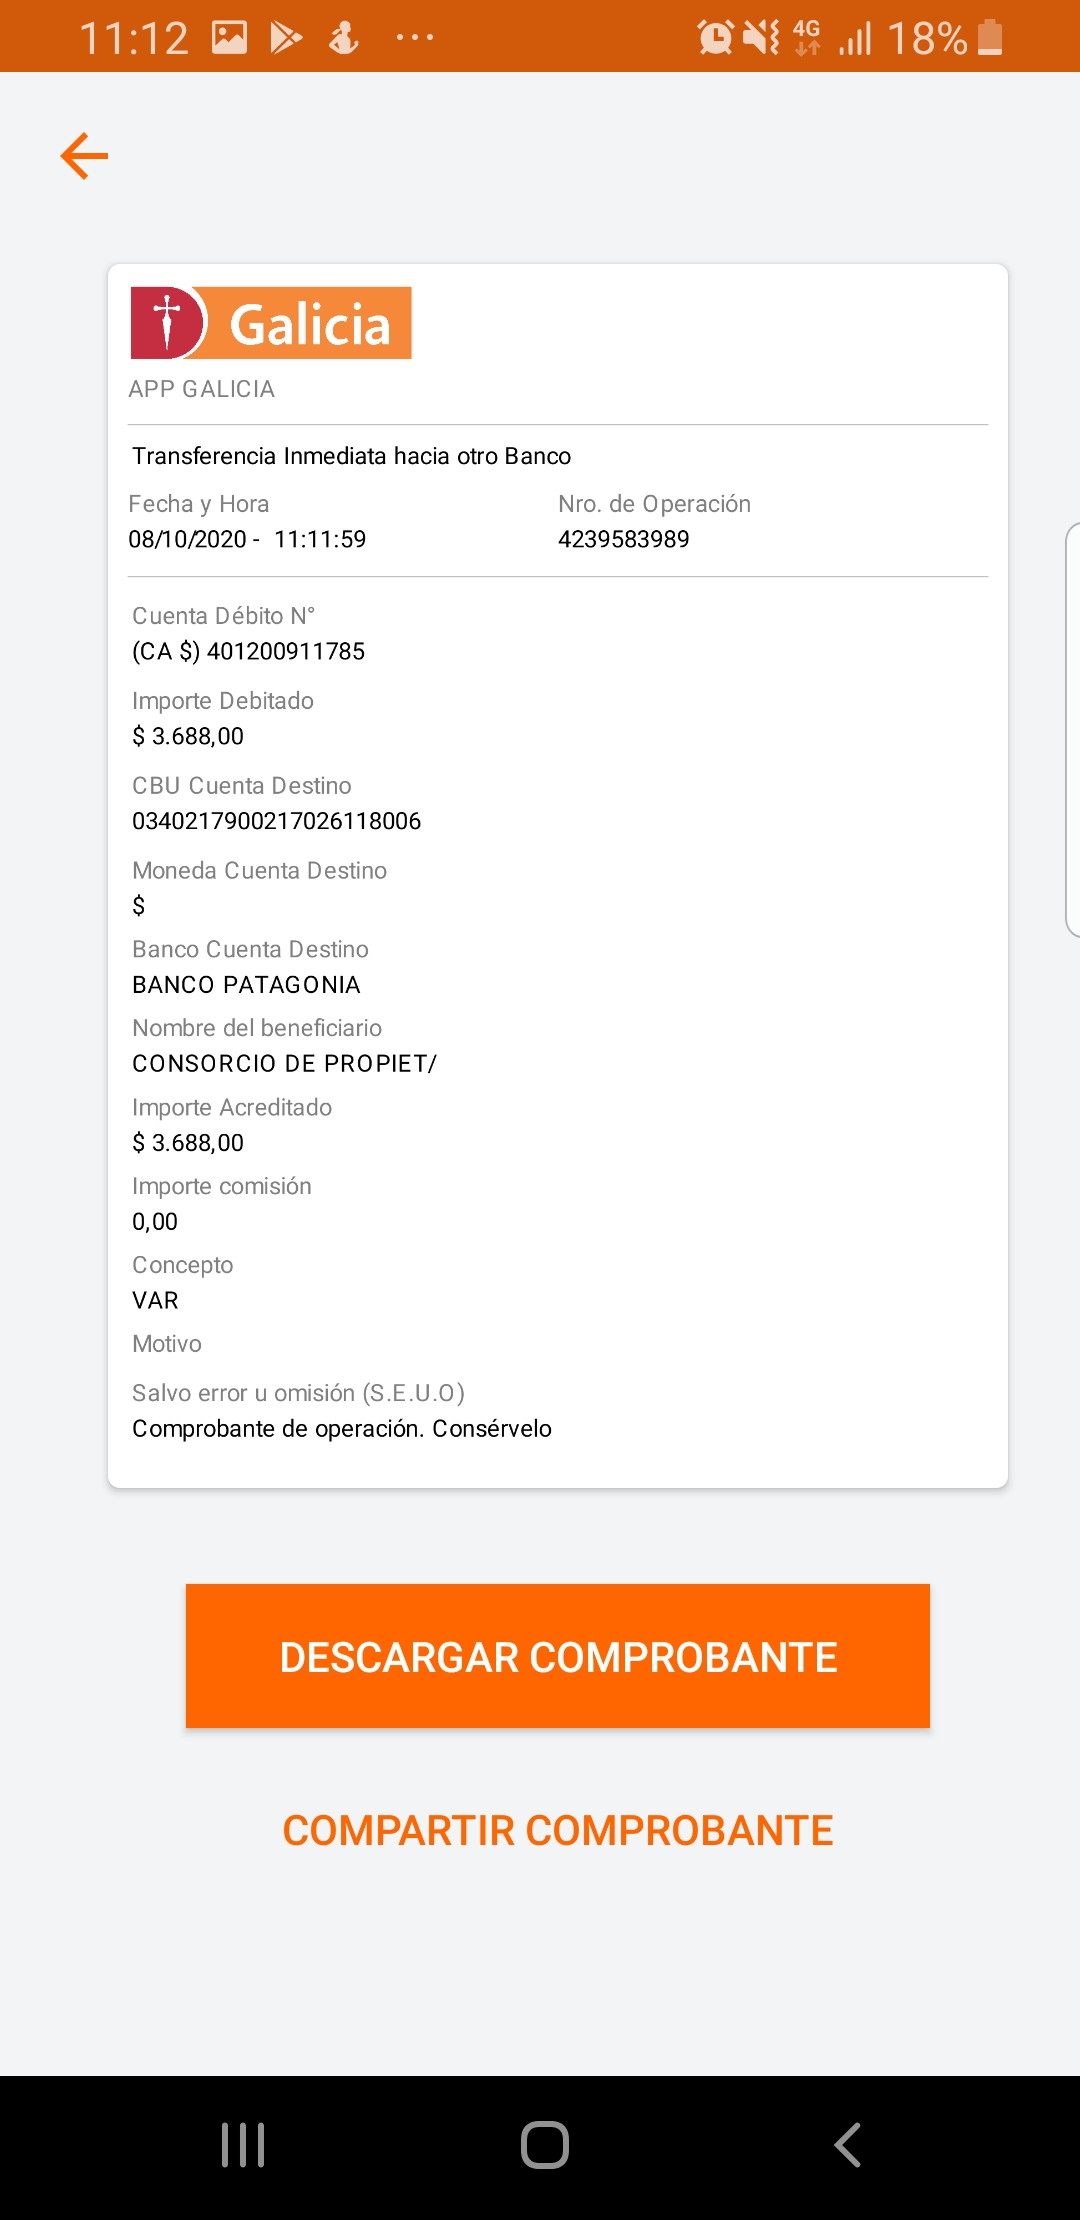 11:12 4G 18%
Galicia
APP GALICIA
Transferencia Inmediata hacia otro Banco
Fecha y Hora Nro. de Operación
08/10/2020 - 11:11:59 4239583989
Cuenta Débito N°
(CA $) 401200911785
Importe Debitado
$ 3.688,00
CBU Cuenta Destino
0340217900217026118006
Moneda Cuenta Destino
$
Banco Cuenta Destino
BANCO PATAGONIA
Nombre del beneficiario
CONSORCIO DE PROPIET/
Importe Acreditado
$ 3.688,00
Importe comisión
0,00
Concepto
VAR
Motivo
Salvo error u omisión (S.E.U.O)
Comprobante de operación. Consérvelo
DESCARGAR COMPROBANTE
COMPARTIR COMPROBANTE